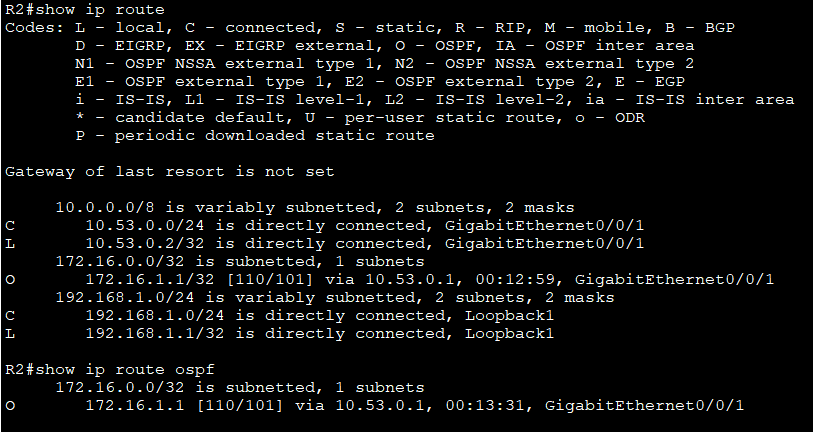 R2#show ip route
Codes: L - local, C - connected, S - static, R - RIP, M - mobile, B - BGP
       D - EIGRP, EX - EIGRP external, O - OSPF, IA - OSPF inter area
       N1 - OSPF NSSA external type 1, N2 - OSPF NSSA external type 2
       E1 - OSPF external type 1, E2 - OSPF external type 2, E - EGP
       i - IS-IS, L1 - IS-IS level-1, L2 - IS-IS level-2, ia - IS-IS inter area
       * - candidate default, U - per-user static route, o - ODR
       P - periodic downloaded static route

Gateway of last resort is not set

     10.0.0.0/8 is variably subnetted, 2 subnets, 2 masks
C       10.53.0.0/24 is directly connected, GigabitEthernet0/0/1
L       10.53.0.2/32 is directly connected, GigabitEthernet0/0/1
     172.16.0.0/32 is subnetted, 1 subnets
O       172.16.1.1/32 [110/101] via 10.53.0.1, 00:12:59, GigabitEthernet0/0/1
     192.168.1.0/24 is variably subnetted, 2 subnets, 2 masks
C       192.168.1.0/24 is directly connected, Loopback1
L       192.168.1.1/32 is directly connected, Loopback1

R2#show ip route ospf
     172.16.0.0/32 is subnetted, 1 subnets
O       172.16.1.1 [110/101] via 10.53.0.1, 00:13:31, GigabitEthernet0/0/1